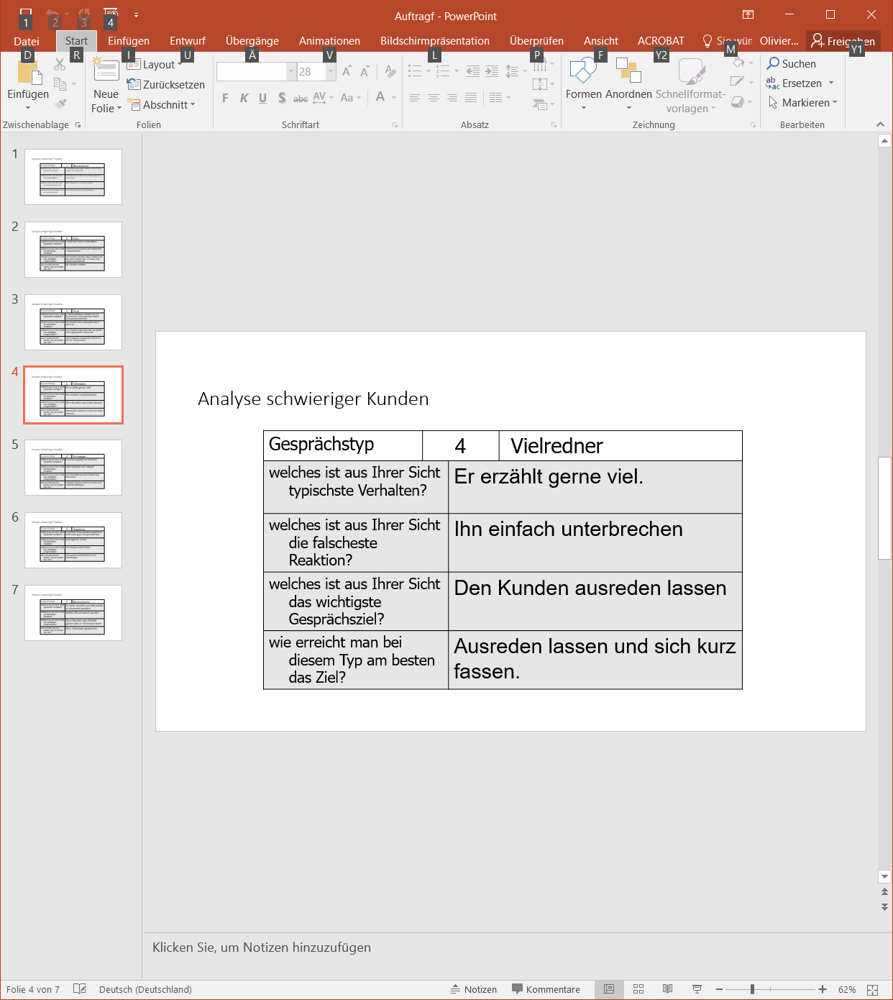 Auftragf - PowerPoint
1 2 3 4
Datei Start Einfügen Entwurf Übergänge Animationen Bildschirmpräsentation Überprüfen Ansicht ACROBAT Olivier... Freigeben
D R I U Ä V L P F Y2 M Y1
Einfügen
Neue
Folie
Layout
Zurücksetzen
Abschnitt
28
F K U S abc AV Aa A
Formen Anordnen Schnellformat-
vorlagen
Suchen
Ersetzen
Markieren
Zwischenablage Folien Schriftart Absatz Zeichnung Bearbeiten
1
2
3
4
5
6
7
Analyse schwieriger Kunden
Gesprächstyp 4 Vielredner
welches ist aus Ihrer Sicht
typischste Verhalten?
Er erzählt gerne viel.
welches ist aus Ihrer Sicht
die falscheste
Reaktion?
Ihn einfach unterbrechen
welches ist aus Ihrer Sicht
das wichtigste
Gesprächsziel?
Den Kunden ausreden lassen
wie erreicht man bei
diesem Typ am besten
das Ziel?
Ausreden lassen und sich kurz
fassen.
Klicken Sie, um Notizen hinzuzufügen
Folie 4 von 7 Deutsch (Deutschland) Notizen Kommentare 62%